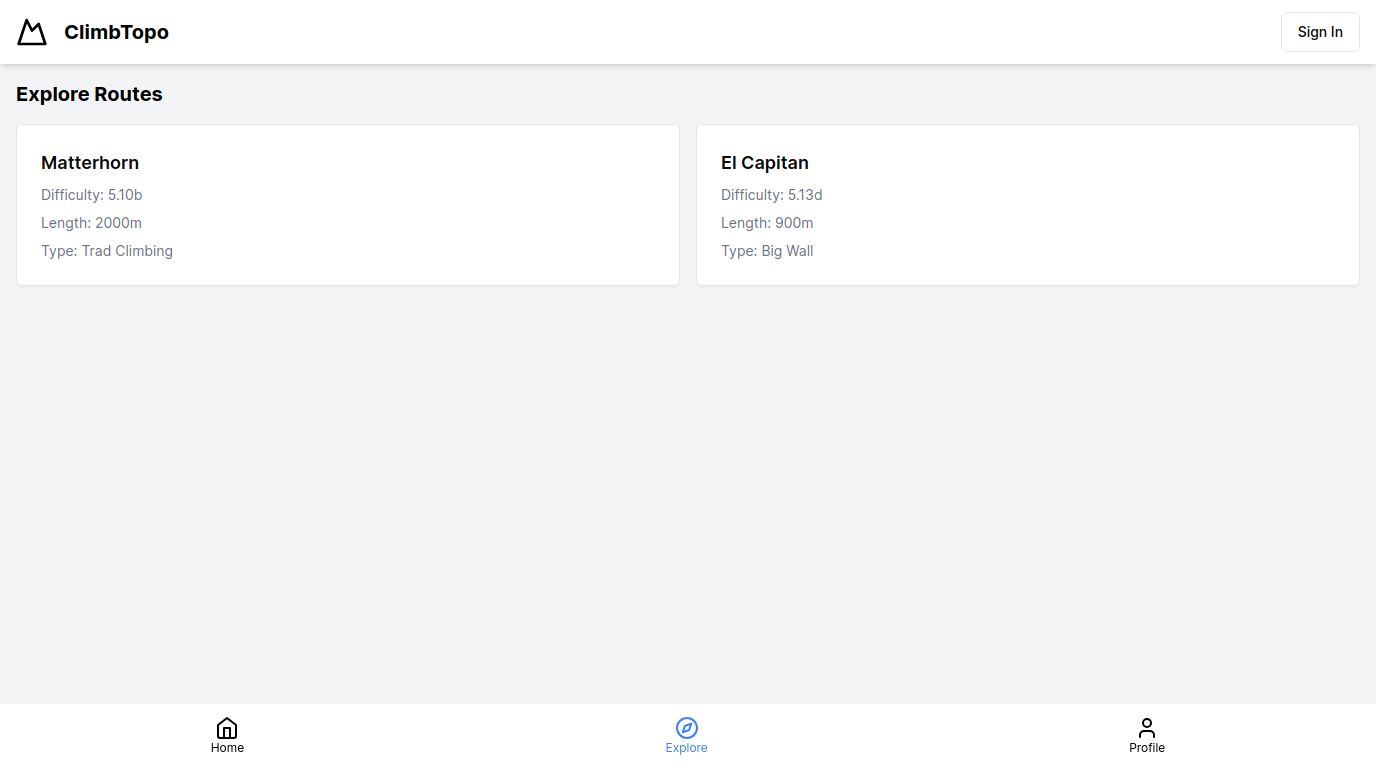 ClimbTopo
Sign In
Explore Routes
Matterhorn
Difficulty: 5.10b
Length: 2000m
Type: Trad Climbing
El Capitan
Difficulty: 5.13d
Length: 900m
Type: Big Wall
Home
Explore
Profile